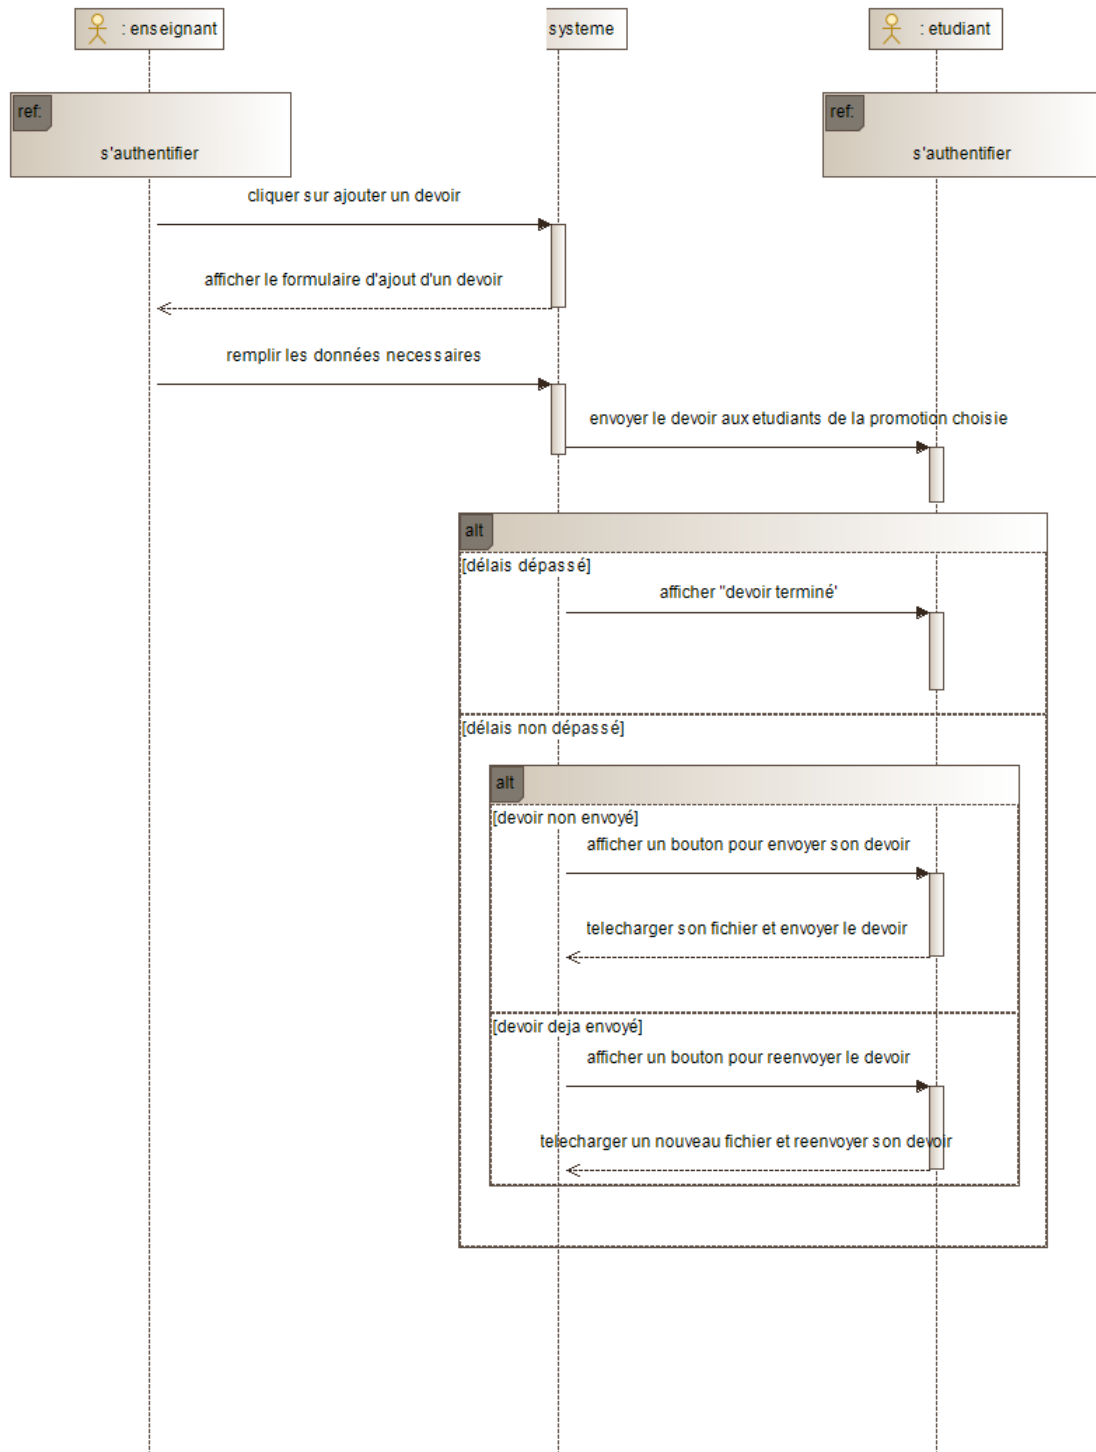 : enseignant
systeme
: etudiant
ref:
s'authentifier
ref:
s'authentifier
cliquer sur ajouter un devoir
afficher le formulaire d'ajout d'un devoir
remplir les données necessaires
envoyer le devoir aux etudiants de la promotion choisie
alt
[délais dépassé]
afficher "devoir terminé'
[délais non dépassé]
alt
[devoir non envoyé]
afficher un bouton pour envoyer son devoir
telecharger son fichier et envoyer le devoir
[devoir deja envoyé]
afficher un bouton pour reenvoyer le devoir
telecharger un nouveau fichier et reenvoyer son devoir